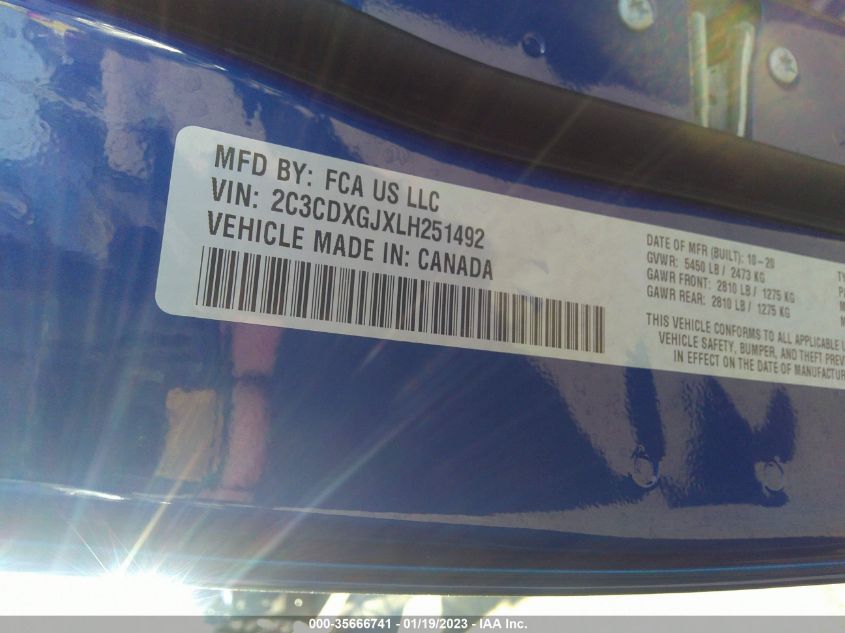 MFD BY: FCA US LLC
VIN: 2C3CDXGJXLH251492
VEHICLE MADE IN: CANADA
DATE OF MFR (BUILT): 10-20
GVWR: 5450 LB / 2473 KG
GAWR FRONT: 2810 LB / 1275 KG
GAWR REAR: 2810 LB / 1275 KG
THIS VEHICLE CONFORMS TO ALL APPLICABLE
VEHICLE SAFETY, BUMPER, AND THEFT
IN EFFECT ON THE DATE OF
000-35666741 - 01/19/2023 - IAA Inc.